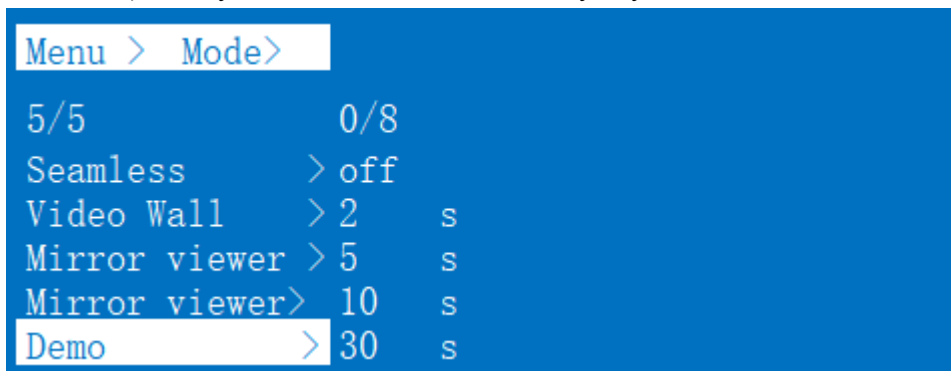 Menu > Mode>
5/5 0/8
Seamless > off
Video Wall > 2 s
Mirror viewer > 5 s
Mirror viewer> 10 s
Demo > 30 s